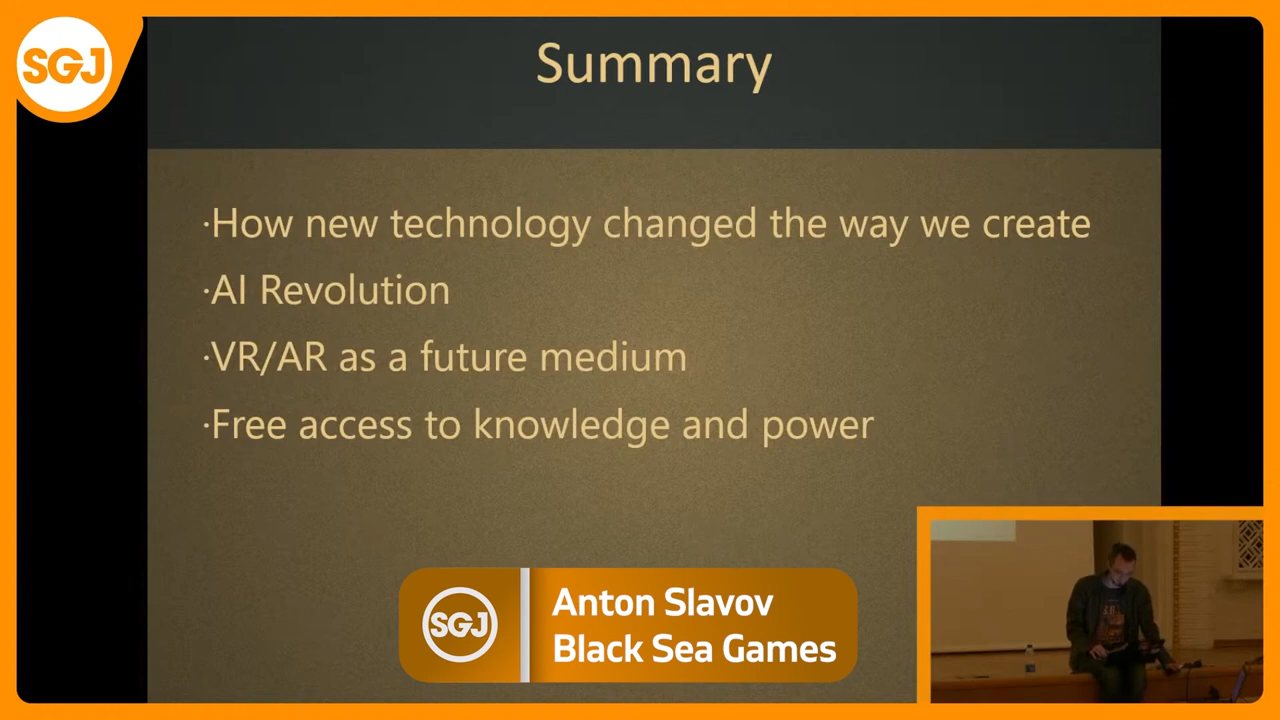 SGJ
Summary
·How new technology changed the way we create
·AI Revolution
·VR/AR as a future medium
·Free access to knowledge and power
SGJ
Anton Slavov
Black Sea Games